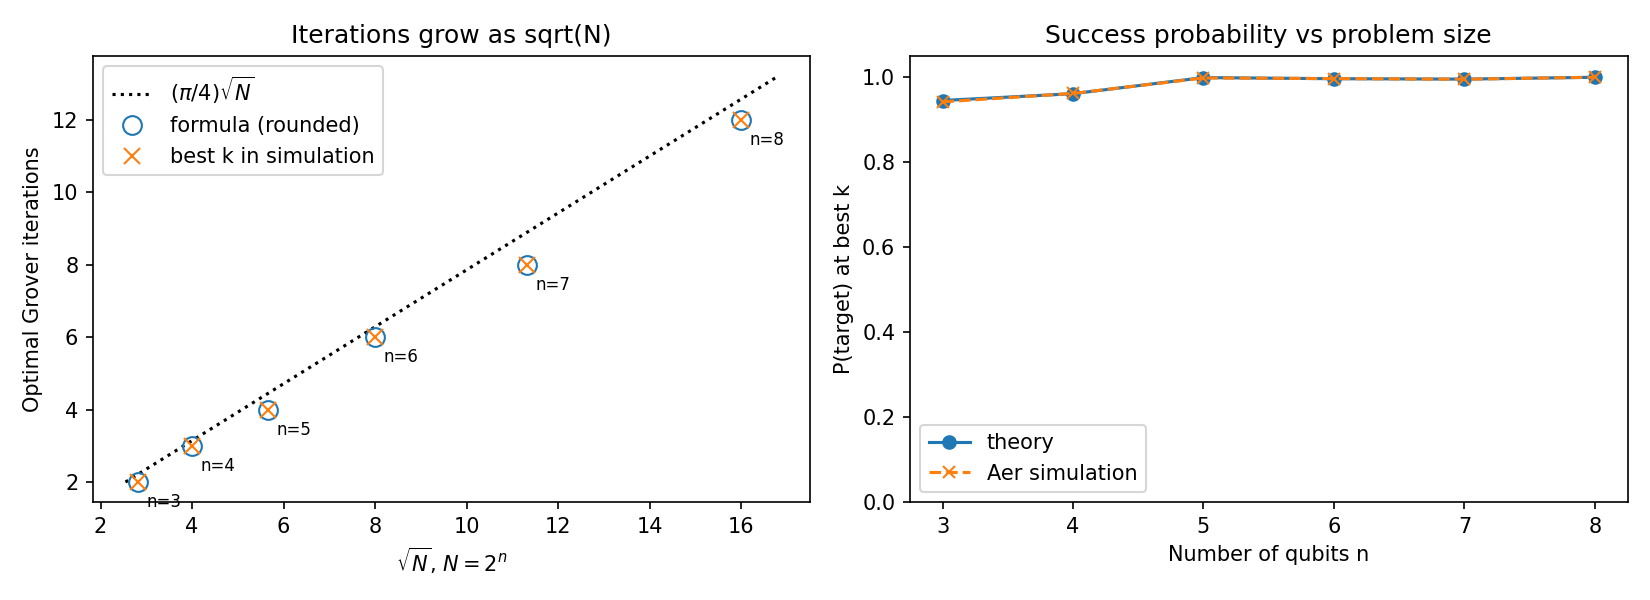 Iterations grow as sqrt(N)
(π/4)√N
formula (rounded)
best k in simulation
Optimal Grover iterations
12
10
8
6
4
2
n=3
n=4
n=5
n=6
n=7
n=8
2 4 6 8 10 12 14 16
√N, N = 2ⁿ
Success probability vs problem size
P(target) at best k
1.0
0.8
0.6
0.4
0.2
0.0
theory
Aer simulation
3 4 5 6 7 8
Number of qubits n